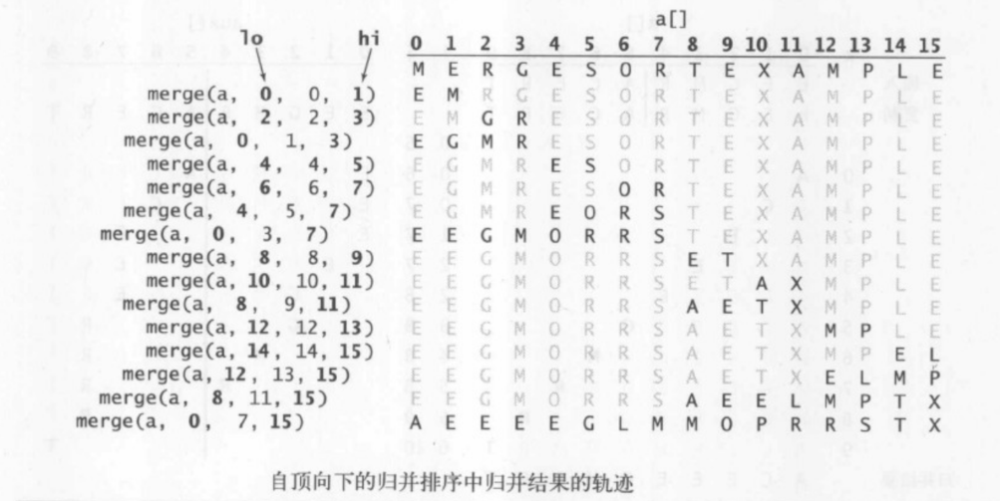 a[]
lo hi 0 1 2 3 4 5 6 7 8 9 10 11 12 13 14 15
M E R G E S O R T E X A M P L E
merge(a, 0, 0, 1) E M R G E S O R T E X A M P L E
merge(a, 2, 2, 3) E M G R E S O R T E X A M P L E
merge(a, 0, 1, 3) E G M R E S O R T E X A M P L E
merge(a, 4, 4, 5) E G M R E S O R T E X A M P L E
merge(a, 6, 6, 7) E G M R E S O R T E X A M P L E
merge(a, 4, 5, 7) E G M R E O R S T E X A M P L E
merge(a, 0, 3, 7) E E G M O R R S T E X A M P L E
merge(a, 8, 8, 9) E E G M O R R S E T X A M P L E
merge(a, 10, 10, 11) E E G M O R R S E T A X M P L E
merge(a, 8, 9, 11) E E G M O R R S A E T X M P L E
merge(a, 12, 12, 13) E E G M O R R S A E T X M P L E
merge(a, 14, 14, 15) E E G M O R R S A E T X M P E L
merge(a, 12, 13, 15) E E G M O R R S A E T X E L M P
merge(a, 8, 11, 15) E E G M O R R S A E E L M P T X
merge(a, 0, 7, 15) A E E E E G L M M O P R R S T X
自顶向下的归并排序中归并结果的轨迹